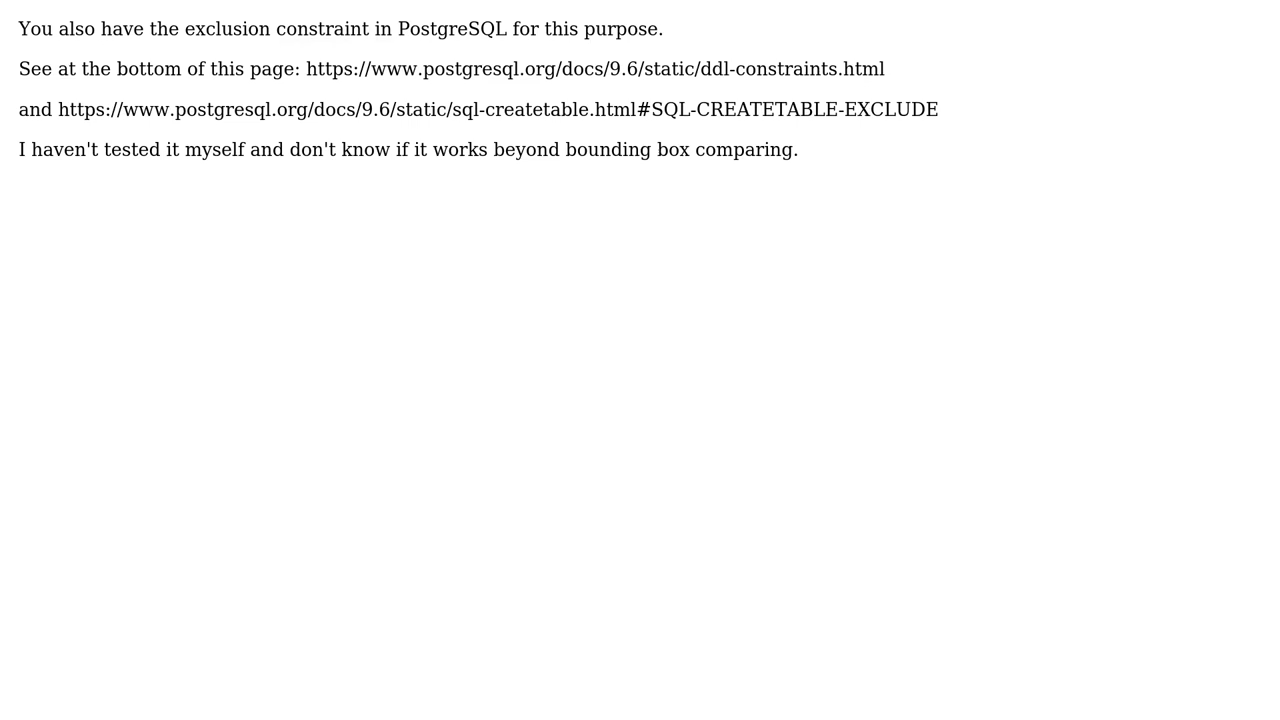 You also have the exclusion constraint in PostgreSQL for this purpose.
See at the bottom of this page: https://www.postgresql.org/docs/9.6/static/ddl-constraints.html
and https://www.postgresql.org/docs/9.6/static/sql-createtable.html#SQL-CREATETABLE-EXCLUDE
I haven't tested it myself and don't know if it works beyond bounding box comparing.